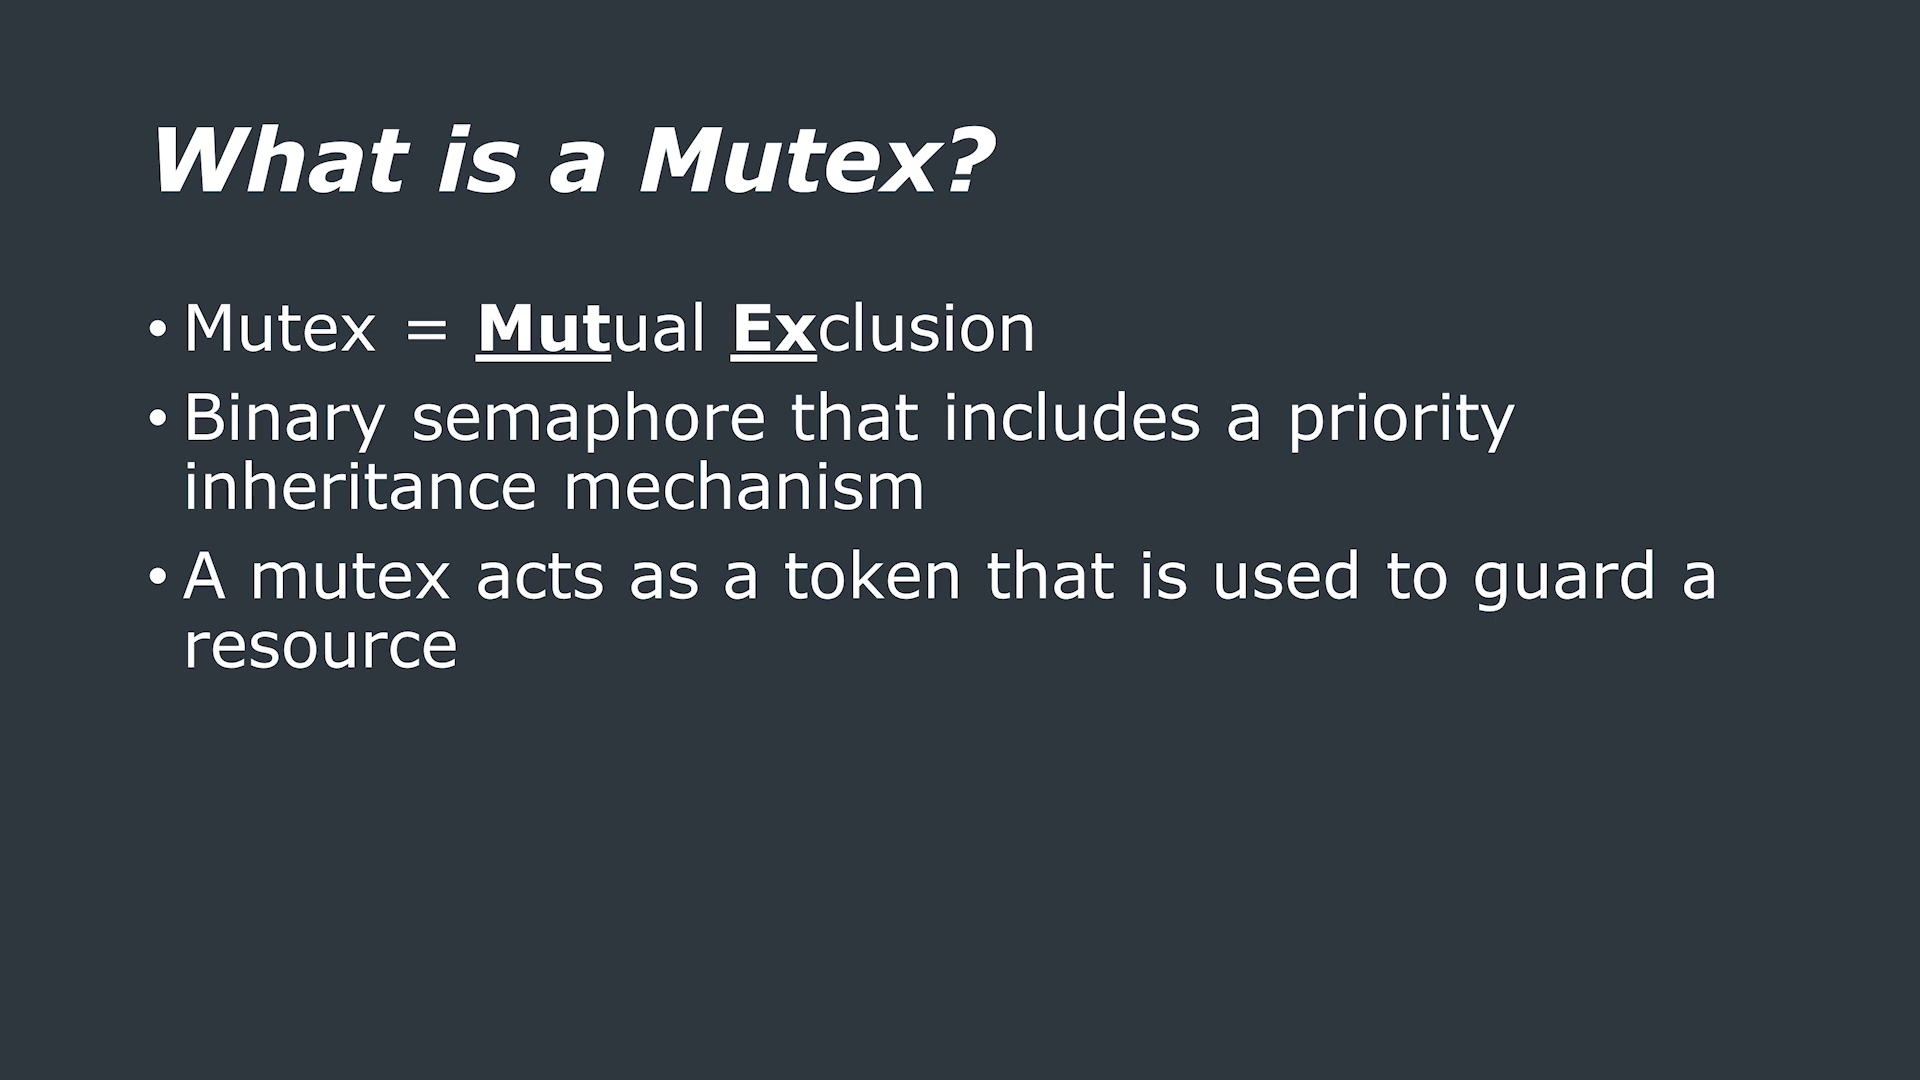 What is a Mutex?
• Mutex = Mutual Exclusion
• Binary semaphore that includes a priority
inheritance mechanism
• A mutex acts as a token that is used to guard a
resource